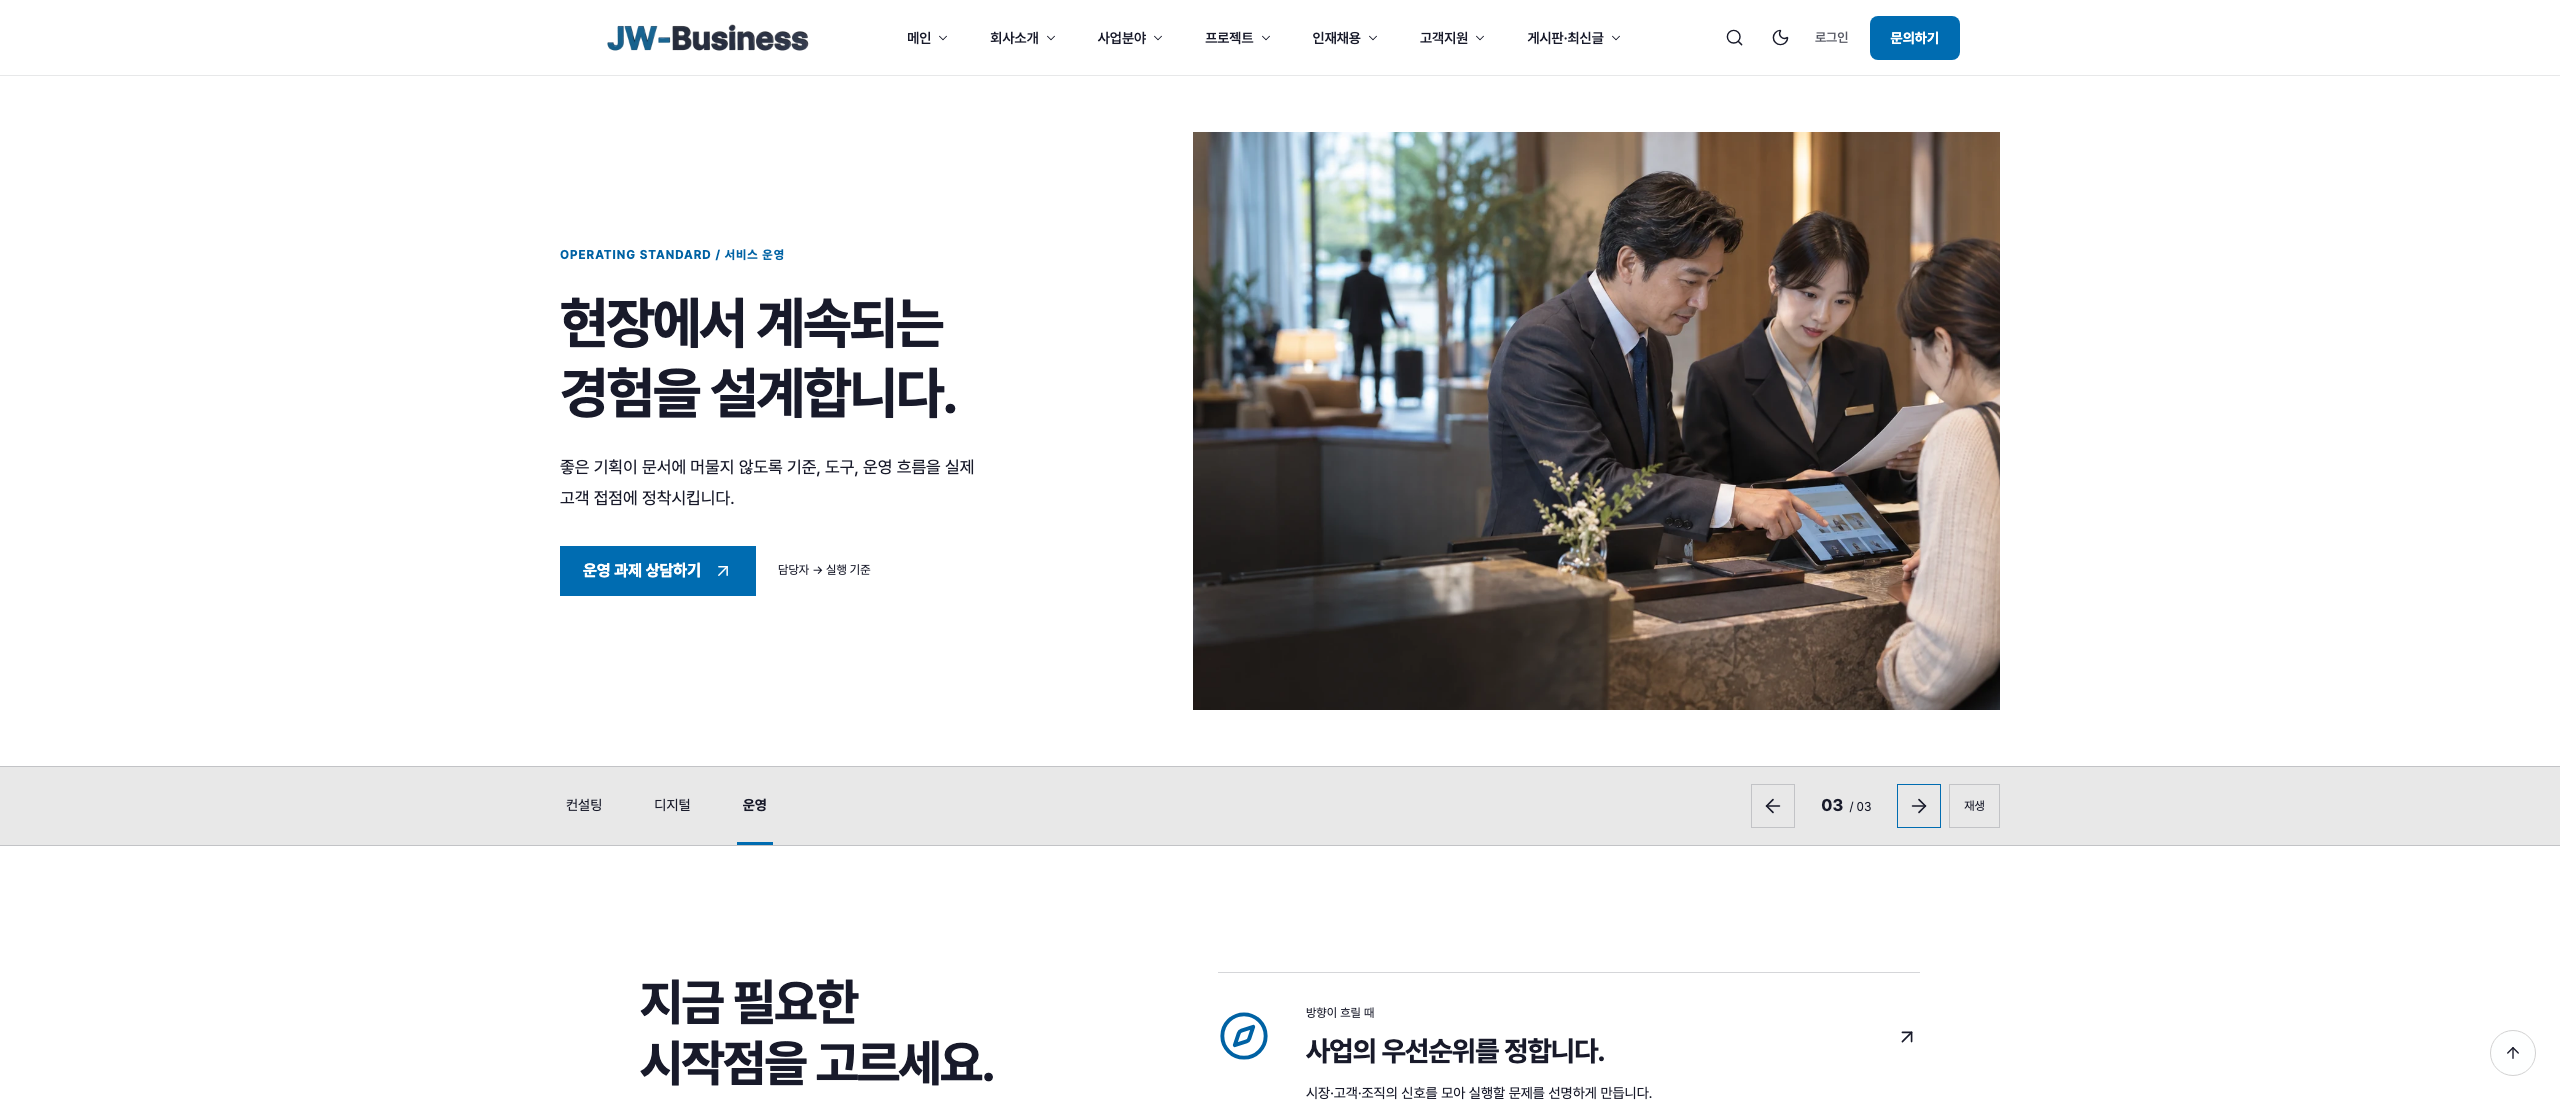 JW-Business
메인
회사소개
사업분야
프로젝트
인재채용
고객지원
게시판·최신글
로그인
문의하기
OPERATING STANDARD / 서비스 운영
현장에서 계속되는
경험을 설계합니다.
좋은 기획이 문서에 머물지 않도록 기준, 도구, 운영 흐름을 실제
고객 접점에 정착시킵니다.
운영 과제 상담하기
담당자 → 실행 기준
컨설팅
디지털
운영
03 / 03
재생
지금 필요한
시작점을 고르세요.
방향이 흐릴 때
사업의 우선순위를 정합니다.
시장·고객·조직의 신호를 모아 실행할 문제를 선명하게 만듭니다.